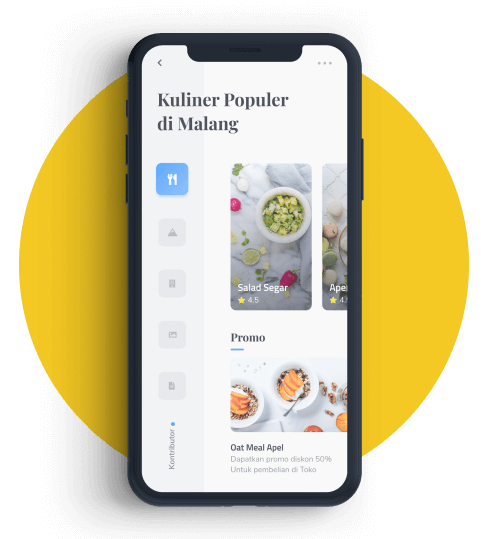 Kuliner Populer
di Malang
Salad Segar
4.5
Ape
4.
Promo
Oat Meal Apel
Dapatkan promo diskon 50%
Untuk pembelian di Toko
Kontributor